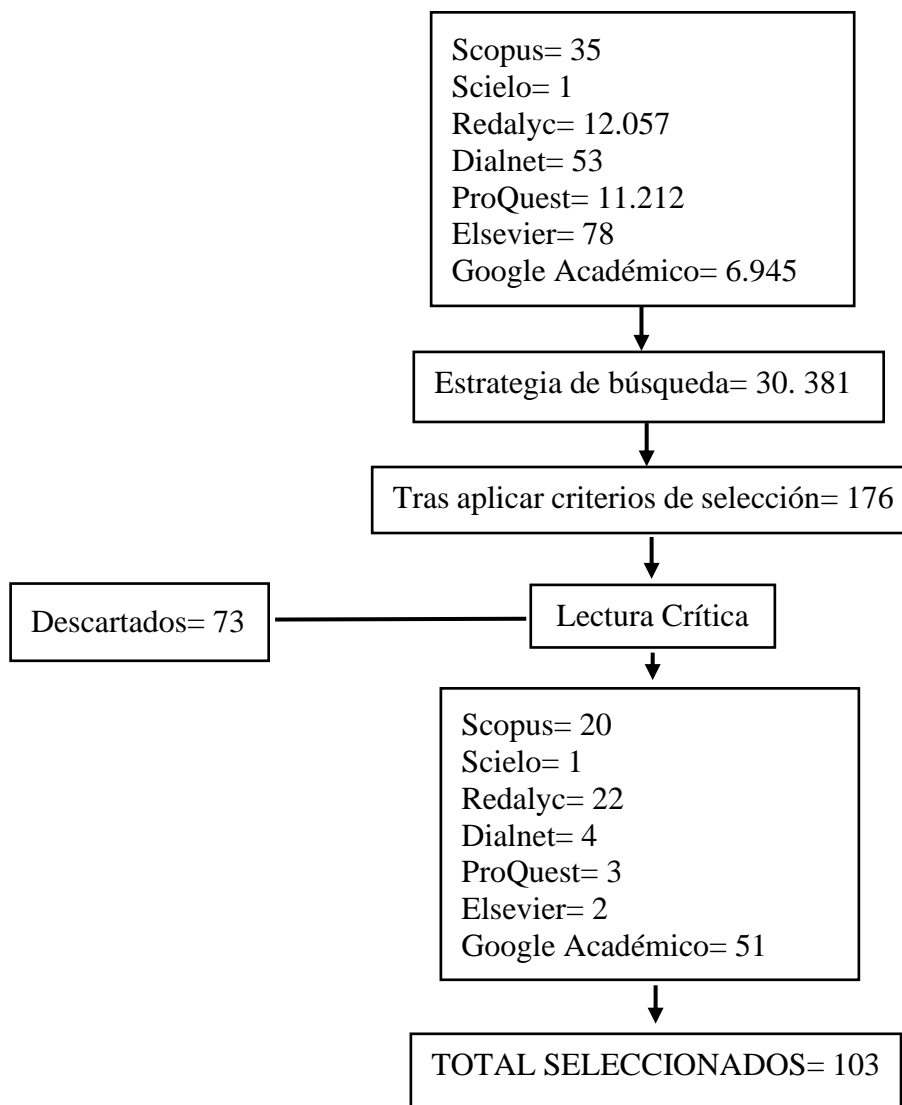 Scopus= 35
Scielo= 1
Redalyc= 12.057
Dialnet= 53
ProQuest= 11.212
Elsevier= 78
Google Académico= 6.945
Estrategia de búsqueda= 30. 381
Tras aplicar criterios de selección= 176
Descartados= 73
Lectura Crítica
Scopus= 20
Scielo= 1
Redalyc= 22
Dialnet= 4
ProQuest= 3
Elsevier= 2
Google Académico= 51
TOTAL SELECCIONADOS= 103